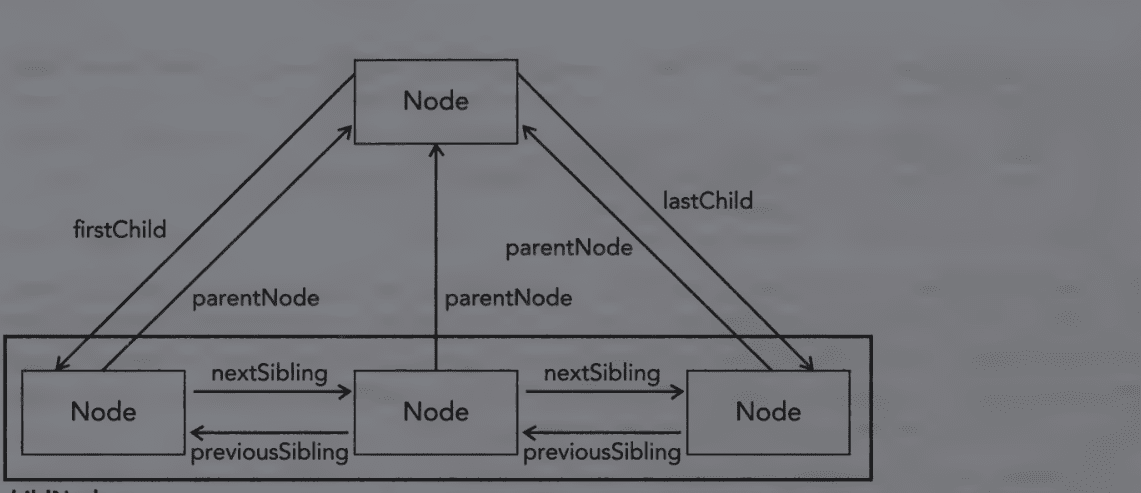 Node
lastChild
firstChild
parentNode
parentNode
parentNode
nextSibling
nextSibling
Node
Node
Node
previousSibling
previousSibling